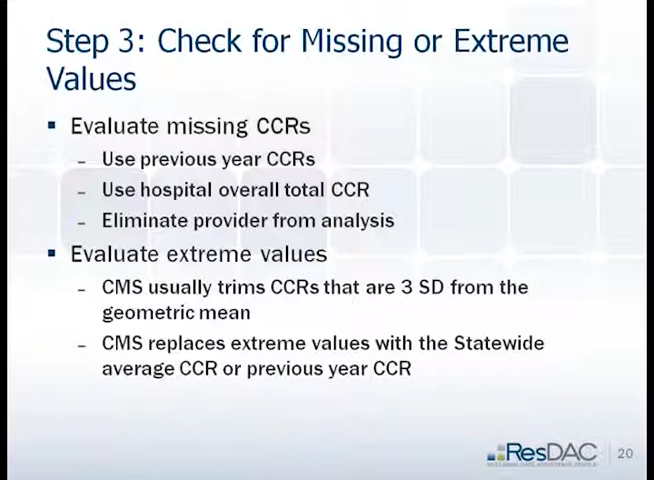 Step 3: Check for Missing or Extreme
Values
▪ Evaluate missing CCRs
– Use previous year CCRs
– Use hospital overall total CCR
– Eliminate provider from analysis
▪ Evaluate extreme values
– CMS usually trims CCRs that are 3 SD from the
geometric mean
– CMS replaces extreme values with the Statewide
average CCR or previous year CCR
ResDAC
20